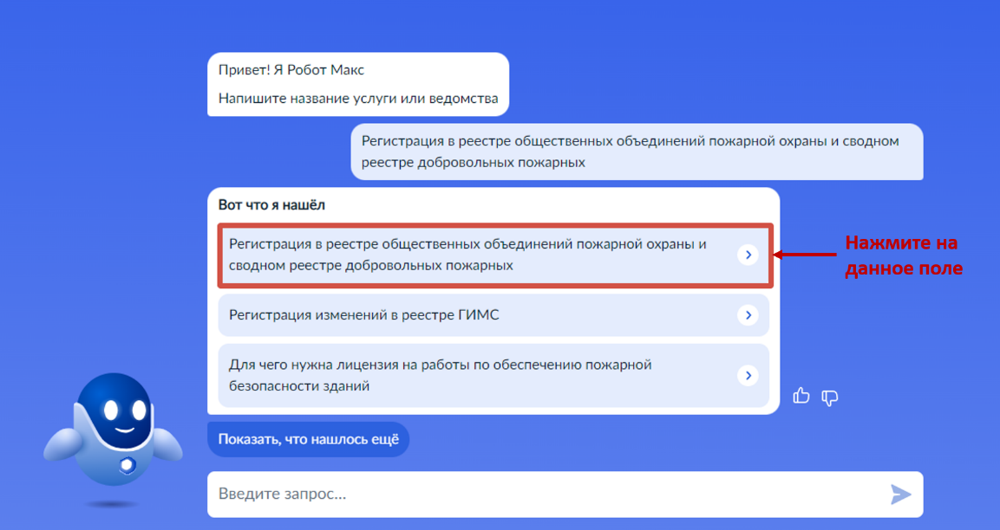 Привет! Я Робот Макс
Напишите название услуги или ведомства
Регистрация в реестре общественных объединений пожарной охраны и сводном
реестре добровольных пожарных
Вот что я нашёл
Регистрация в реестре общественных объединений пожарной охраны и
сводном реестре добровольных пожарных
Нажмите на
данное поле
Регистрация изменений в реестре ГИМС
Для чего нужна лицензия на работы по обеспечению пожарной
безопасности зданий
Показать, что нашлось ещё
Введите запрос...